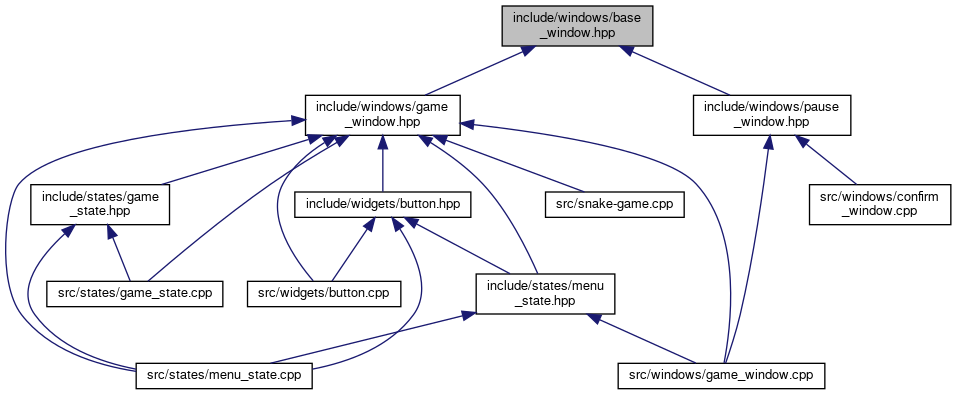 include/windows/base
_window.hpp
include/windows/game
_window.hpp
include/windows/pause
_window.hpp
include/states/game
_state.hpp
include/widgets/button.hpp
src/snake-game.cpp
src/windows/confirm
_window.cpp
src/states/game_state.cpp
src/widgets/button.cpp
include/states/menu
_state.hpp
src/states/menu_state.cpp
src/windows/game_window.cpp